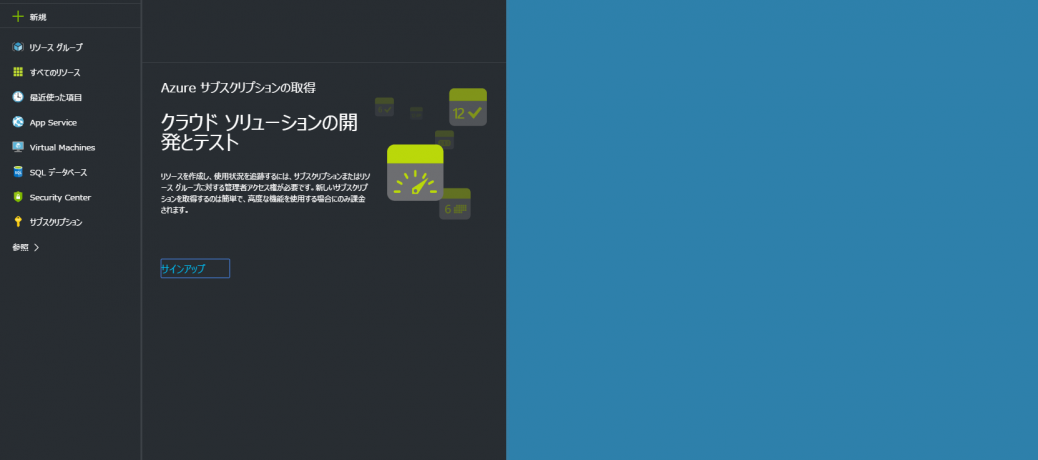 新規
リソース グループ
すべてのリソース
最近使った項目
App Service
Virtual Machines
SQL データベース
Security Center
サブスクリプション
参照
Azure サブスクリプションの取得
クラウド ソリューションの開
発とテスト
リソースを作成し、使用状況を追跡するには、サブスクリプションまたはリソ
ース グループに対する管理者アクセス権が必要です。新しいサブスクリプ
ションを取得するのは簡単で、高度な機能を使用する場合にのみ課金
されます。
サインアップ
12
6